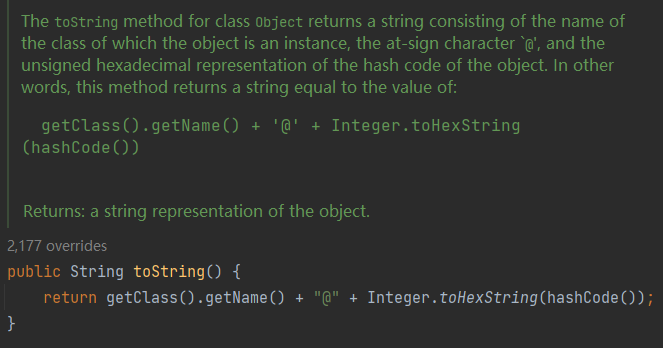 The toString method for class Object returns a string consisting of the name of
the class of which the object is an instance, the at-sign character `@', and the
unsigned hexadecimal representation of the hash code of the object. In other
words, this method returns a string equal to the value of:
getClass().getName() + '@' + Integer.toHexString
(hashCode())
Returns: a string representation of the object.
2,177 overrides
public String toString() {
    return getClass().getName() + "@" + Integer.toHexString(hashCode());
}